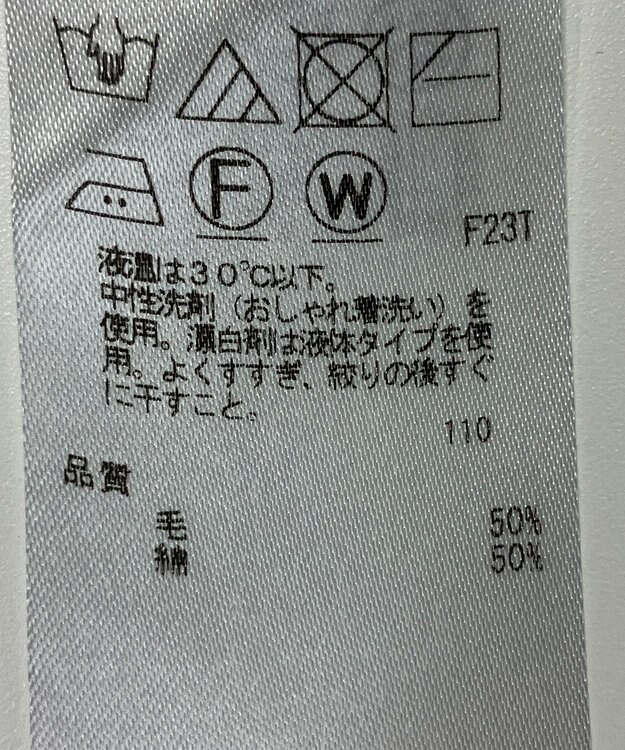 F
W
F23T
液温は30℃以下。
中性洗剤(おしゃれ着洗い)を
使用。漂白剤は液体タイプを使
用。よくすすぎ、絞りの後すぐ
に干すこと。
110
品質
毛 50%
綿 50%